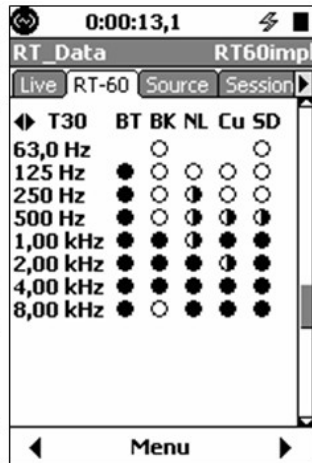 0:00:13,1
RT_Data RT60impl
Live RT-60 Source Session
T30 BT BK NL Cu SD
63,0 Hz
125 Hz
250 Hz
500 Hz
1,00 kHz
2,00 kHz
4,00 kHz
8,00 kHz
Menu